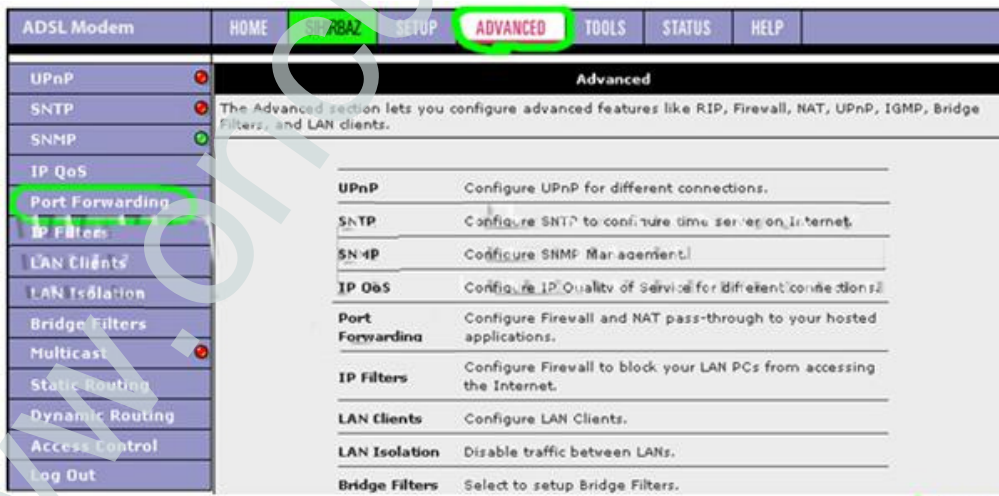 ADSL Modem HOME SIHIRBAZ SETUP ADVANCED TOOLS STATUS HELP
UPnP
SNTP
SNMP
IP QoS
Port Forwarding
IP Filters
LAN Clients
LAN Isolation
Bridge Filters
Multicast
Static Routing
Dynamic Routing
Access Control
Log Out
Advanced
The Advanced section lets you configure advanced features like RIP, Firewall, NAT, UPnP, IGMP, Bridge
Filters, and LAN clients.
UPnP Configure UPnP for different connections.
SNTP Configure SNTP to configure time server on Internet.
SNMP Configure SNMP Management.
IP QoS Configure IP Quality of Service for different connections.
Port Forwarding Configure Firewall and NAT pass-through to your hosted
applications.
IP Filters Configure Firewall to block your LAN PCs from accessing
the Internet.
LAN Clients Configure LAN Clients.
LAN Isolation Disable traffic between LANs.
Bridge Filters Select to setup Bridge Filters.